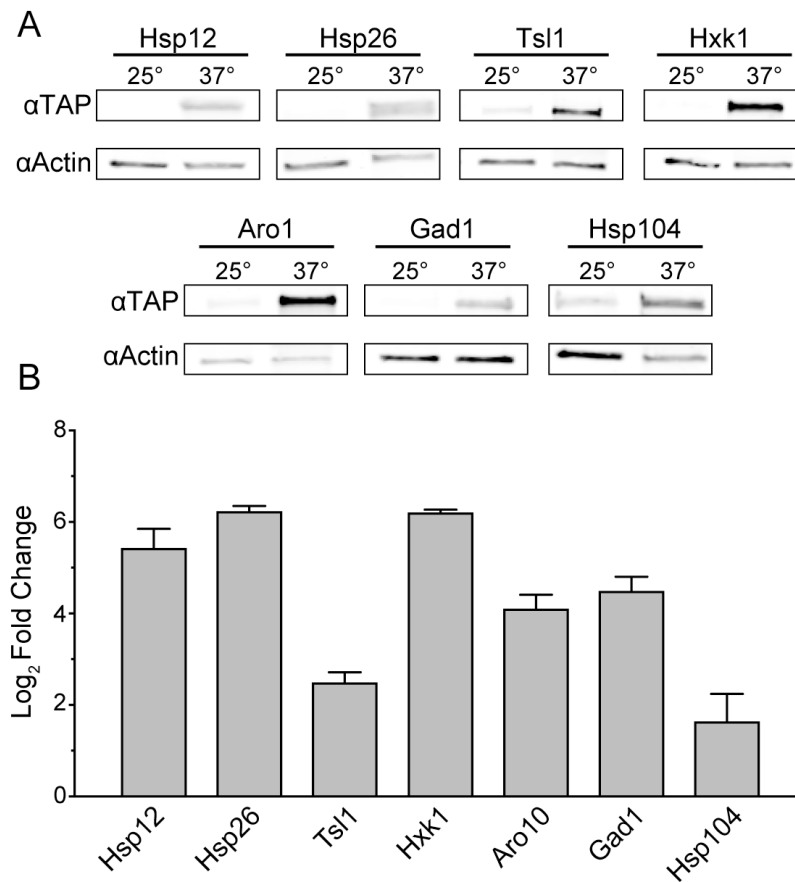 A
Hsp12 Hsp26 Tsl1 Hxk1
25° 37° 25° 37° 25° 37° 25° 37°
αTAP
αActin
Aro1 Gad1 Hsp104
25° 37° 25° 37° 25° 37°
αTAP
αActin
B
8
6
4
2
0
Log₂ Fold Change
Hsp12 Hsp26 Tsl1 Hxk1 Aro10 Gad1 Hsp104